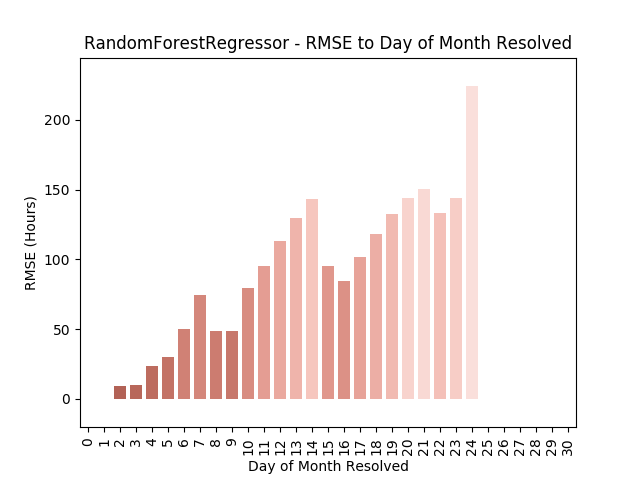 RandomForestRegressor - RMSE to Day of Month Resolved
200
150
100
50
0
RMSE (Hours)
0 1 2 3 4 5 6 7 8 9 10 11 12 13 14 15 16 17 18 19 20 21 22 23 24 25 26 27 28 29 30
Day of Month Resolved